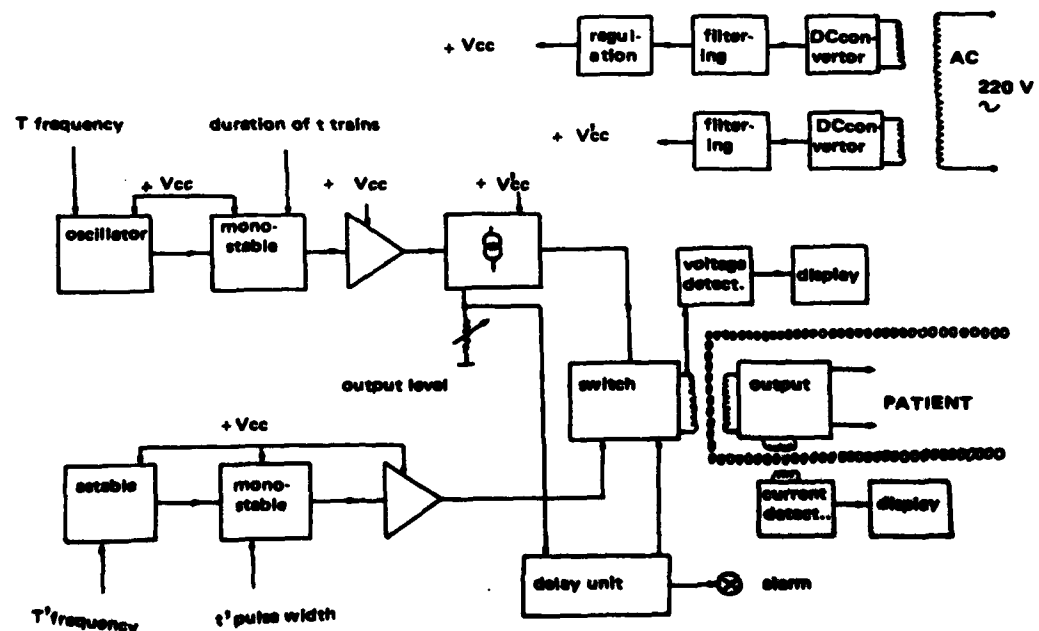 + Vcc
regul-
ation
filter-
ing
DCcon-
vertor
AC
220 V
~
+ V'cc
filter-
ing
DCcon-
vertor
T frequency
duration of t trains
+ Vcc
+ Vcc
+ V'cc
oscillator
mono-
stable
voltage
detect.
display
output level
switch
output
PATIENT
+ Vcc
astable
mono-
stable
current
detect..
display
delay unit
alarm
T' frequency
t' pulse width